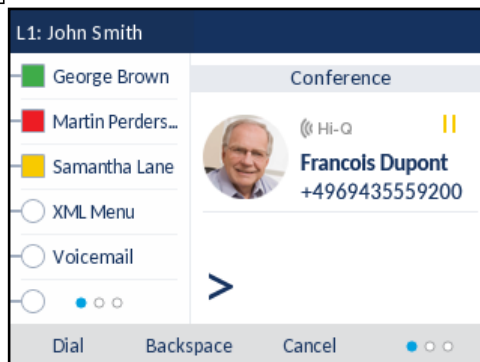 L1: John Smith
George Brown
Martin Perders...
Samantha Lane
XML Menu
Voicemail
Conference
Hi-Q
Francois Dupont
+4969435559200
>
Dial Backspace Cancel